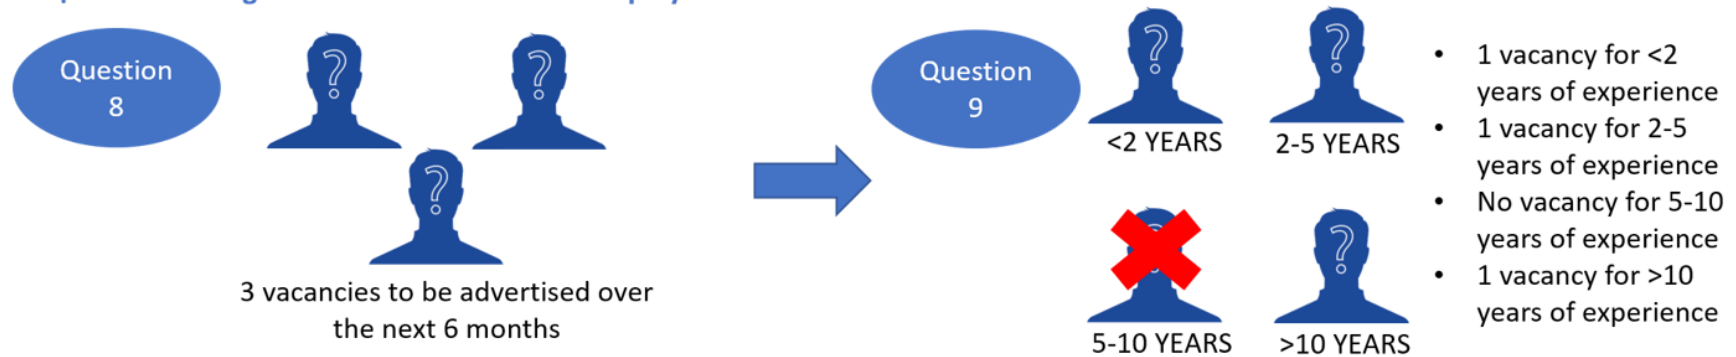 Question
8
3 vacancies to be advertised over
the next 6 months
Question
9
<2 YEARS
2-5 YEARS
5-10 YEARS
>10 YEARS
• 1 vacancy for <2
years of experience
• 1 vacancy for 2-5
years of experience
• No vacancy for 5-10
years of experience
• 1 vacancy for >10
years of experience